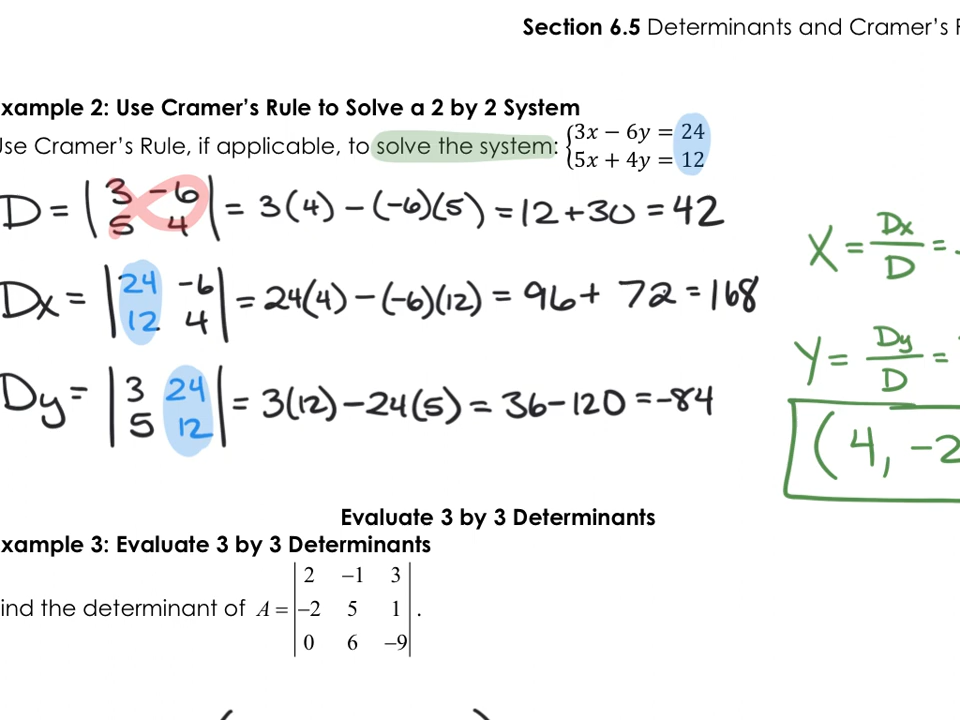 Section 6.5 Determinants and Cramer's
xample 2: Use Cramer's Rule to Solve a 2 by 2 System
Use Cramer's Rule, if applicable, to solve the system: {3x − 6y = 24
{5x + 4y = 12
D = |3 -6| = 3(4) - (-6)(5) = 12 + 30 = 42
|5 4|
Dx = |24 -6| = 24(4) - (-6)(12) = 96 + 72 = 168
|12 4|
Dy = |3 24| = 3(12) - 24(5) = 36 - 120 = -84
|5 12|
X = Dx/D =
Y = Dy/D =
(4, -2
Evaluate 3 by 3 Determinants
xample 3: Evaluate 3 by 3 Determinants
ind the determinant of A = |2 −1 3|
|−2 5 1| .
|0 6 −9|